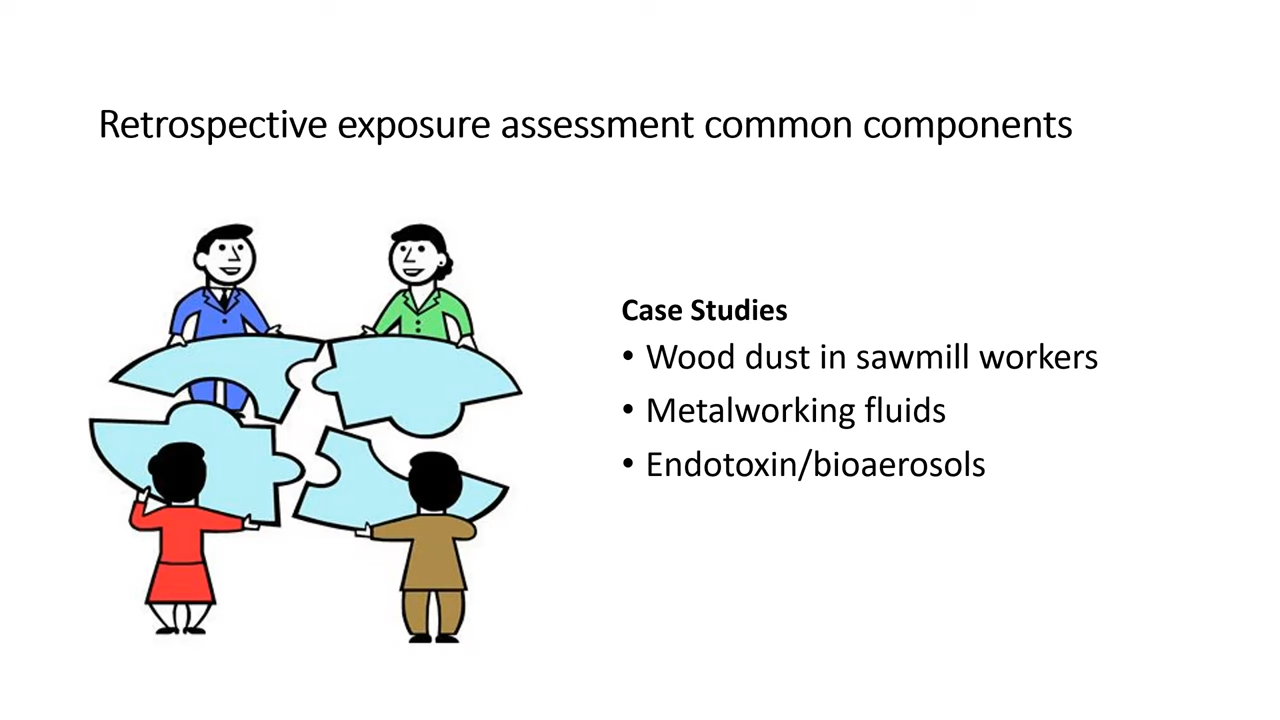 Retrospective exposure assessment common components
Case Studies
• Wood dust in sawmill workers
• Metalworking fluids
• Endotoxin/bioaerosols